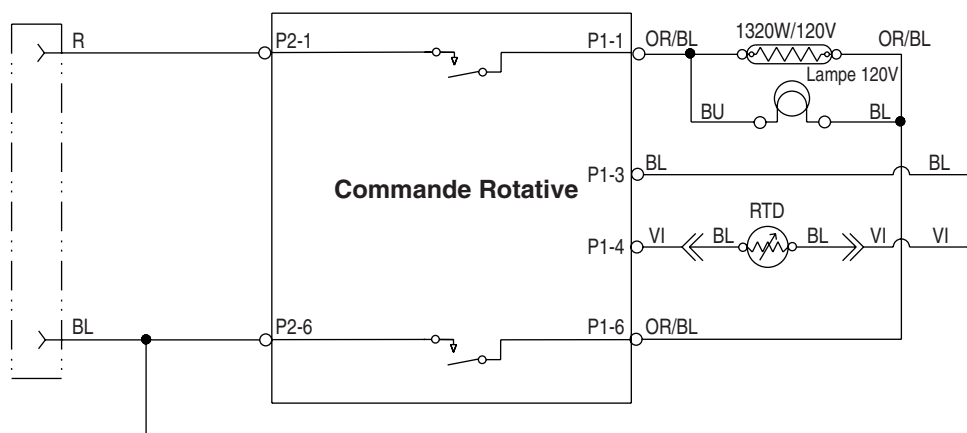 R
P2-1
P1-1
OR/BL
1320W/120V
OR/BL
Lampe 120V
BU
BL
Commande Rotative
P1-3
BL
BL
RTD
P1-4
VI
BL
BL
VI
VI
BL
P2-6
P1-6
OR/BL